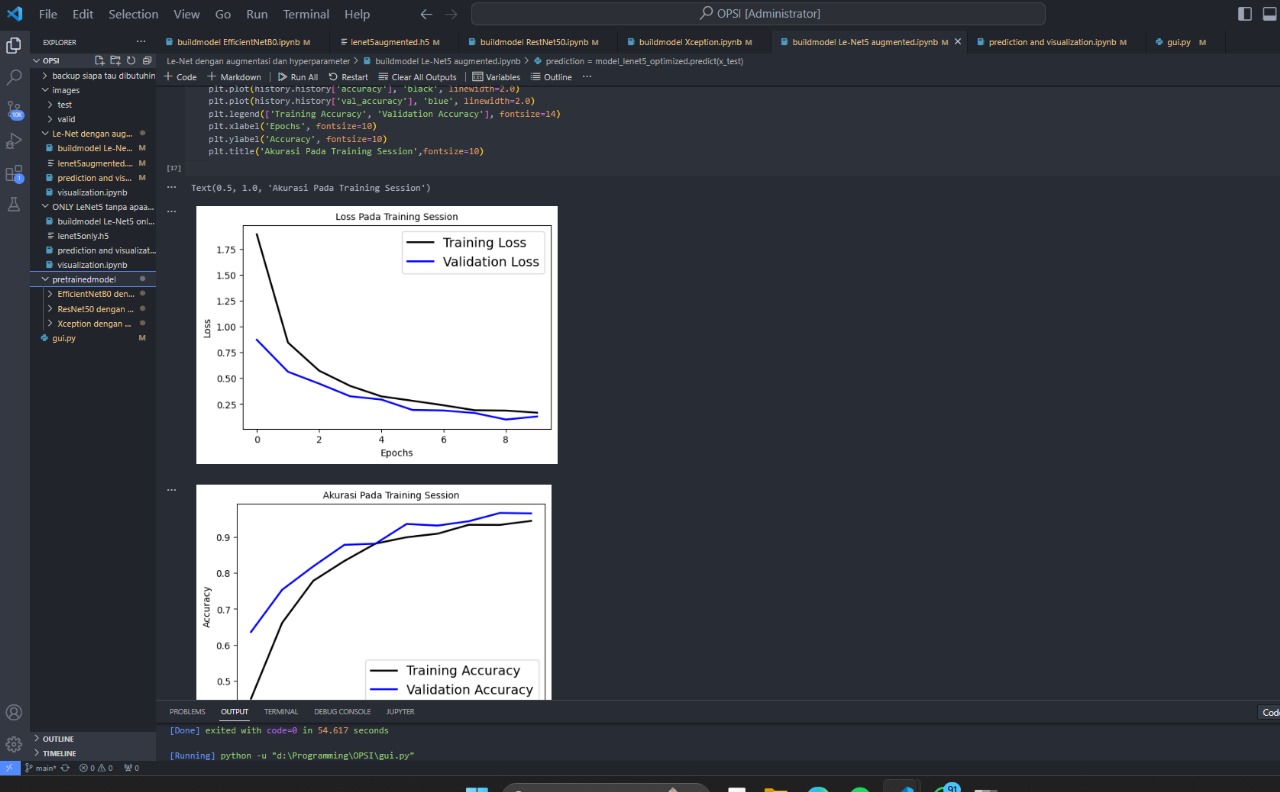 File Edit Selection View Go Run Terminal Help
OPSI [Administrator]
EXPLORER
buildmodel EfficientNetB0.ipynb M
lenet5augmented.h5 M
buildmodel RestNet50.ipynb M
buildmodel Xception.ipynb M
buildmodel Le-Net5 augmented.ipynb M
prediction and visualization.ipynb M
gui.py M
OPSI
backup siapa tau dibutuhin
images
test
valid
Le-Net dengan aug...
buildmodel Le-Ne... M
lenet5augmented.... M
prediction and vis... M
visualization.ipynb
ONLY LeNet5 tanpa apaa...
buildmodel Le-Net5 onl...
lenet5only.h5
prediction and visualizat...
visualization.ipynb
pretrainedmodel
EfficientNetB0 den...
ResNet50 dengan ...
Xception dengan ...
gui.py M
OUTLINE
TIMELINE
10K
1
Le-Net dengan augmentasi dan hyperparameter > buildmodel Le-Net5 augmented.ipynb > prediction = model_lenet5_optimized.predict(x_test)
+ Code + Markdown Run All Restart Clear All Outputs Variables Outline ...
plt.plot(history.history['accuracy'], 'black', linewidth=2.0)
plt.plot(history.history['val_accuracy'], 'blue', linewidth=2.0)
plt.legend(['Training Accuracy', 'Validation Accuracy'], fontsize=14)
plt.xlabel('Epochs', fontsize=10)
plt.ylabel('Accuracy', fontsize=10)
plt.title('Akurasi Pada Training Session',fontsize=10)
[17]
... Text(0.5, 1.0, 'Akurasi Pada Training Session')
...
Loss Pada Training Session
Training Loss
Validation Loss
1.75
1.50
1.25
1.00
0.75
0.50
0.25
Loss
0 2 4 6 8
Epochs
...
Akurasi Pada Training Session
0.9
0.8
0.7
0.6
0.5
Accuracy
Training Accuracy
Validation Accuracy
PROBLEMS OUTPUT TERMINAL DEBUG CONSOLE JUPYTER
Cod
[Done] exited with code=0 in 54.617 seconds
[Running] python -u "d:\Programming\OPSI\gui.py"
main* 0 0 0
91